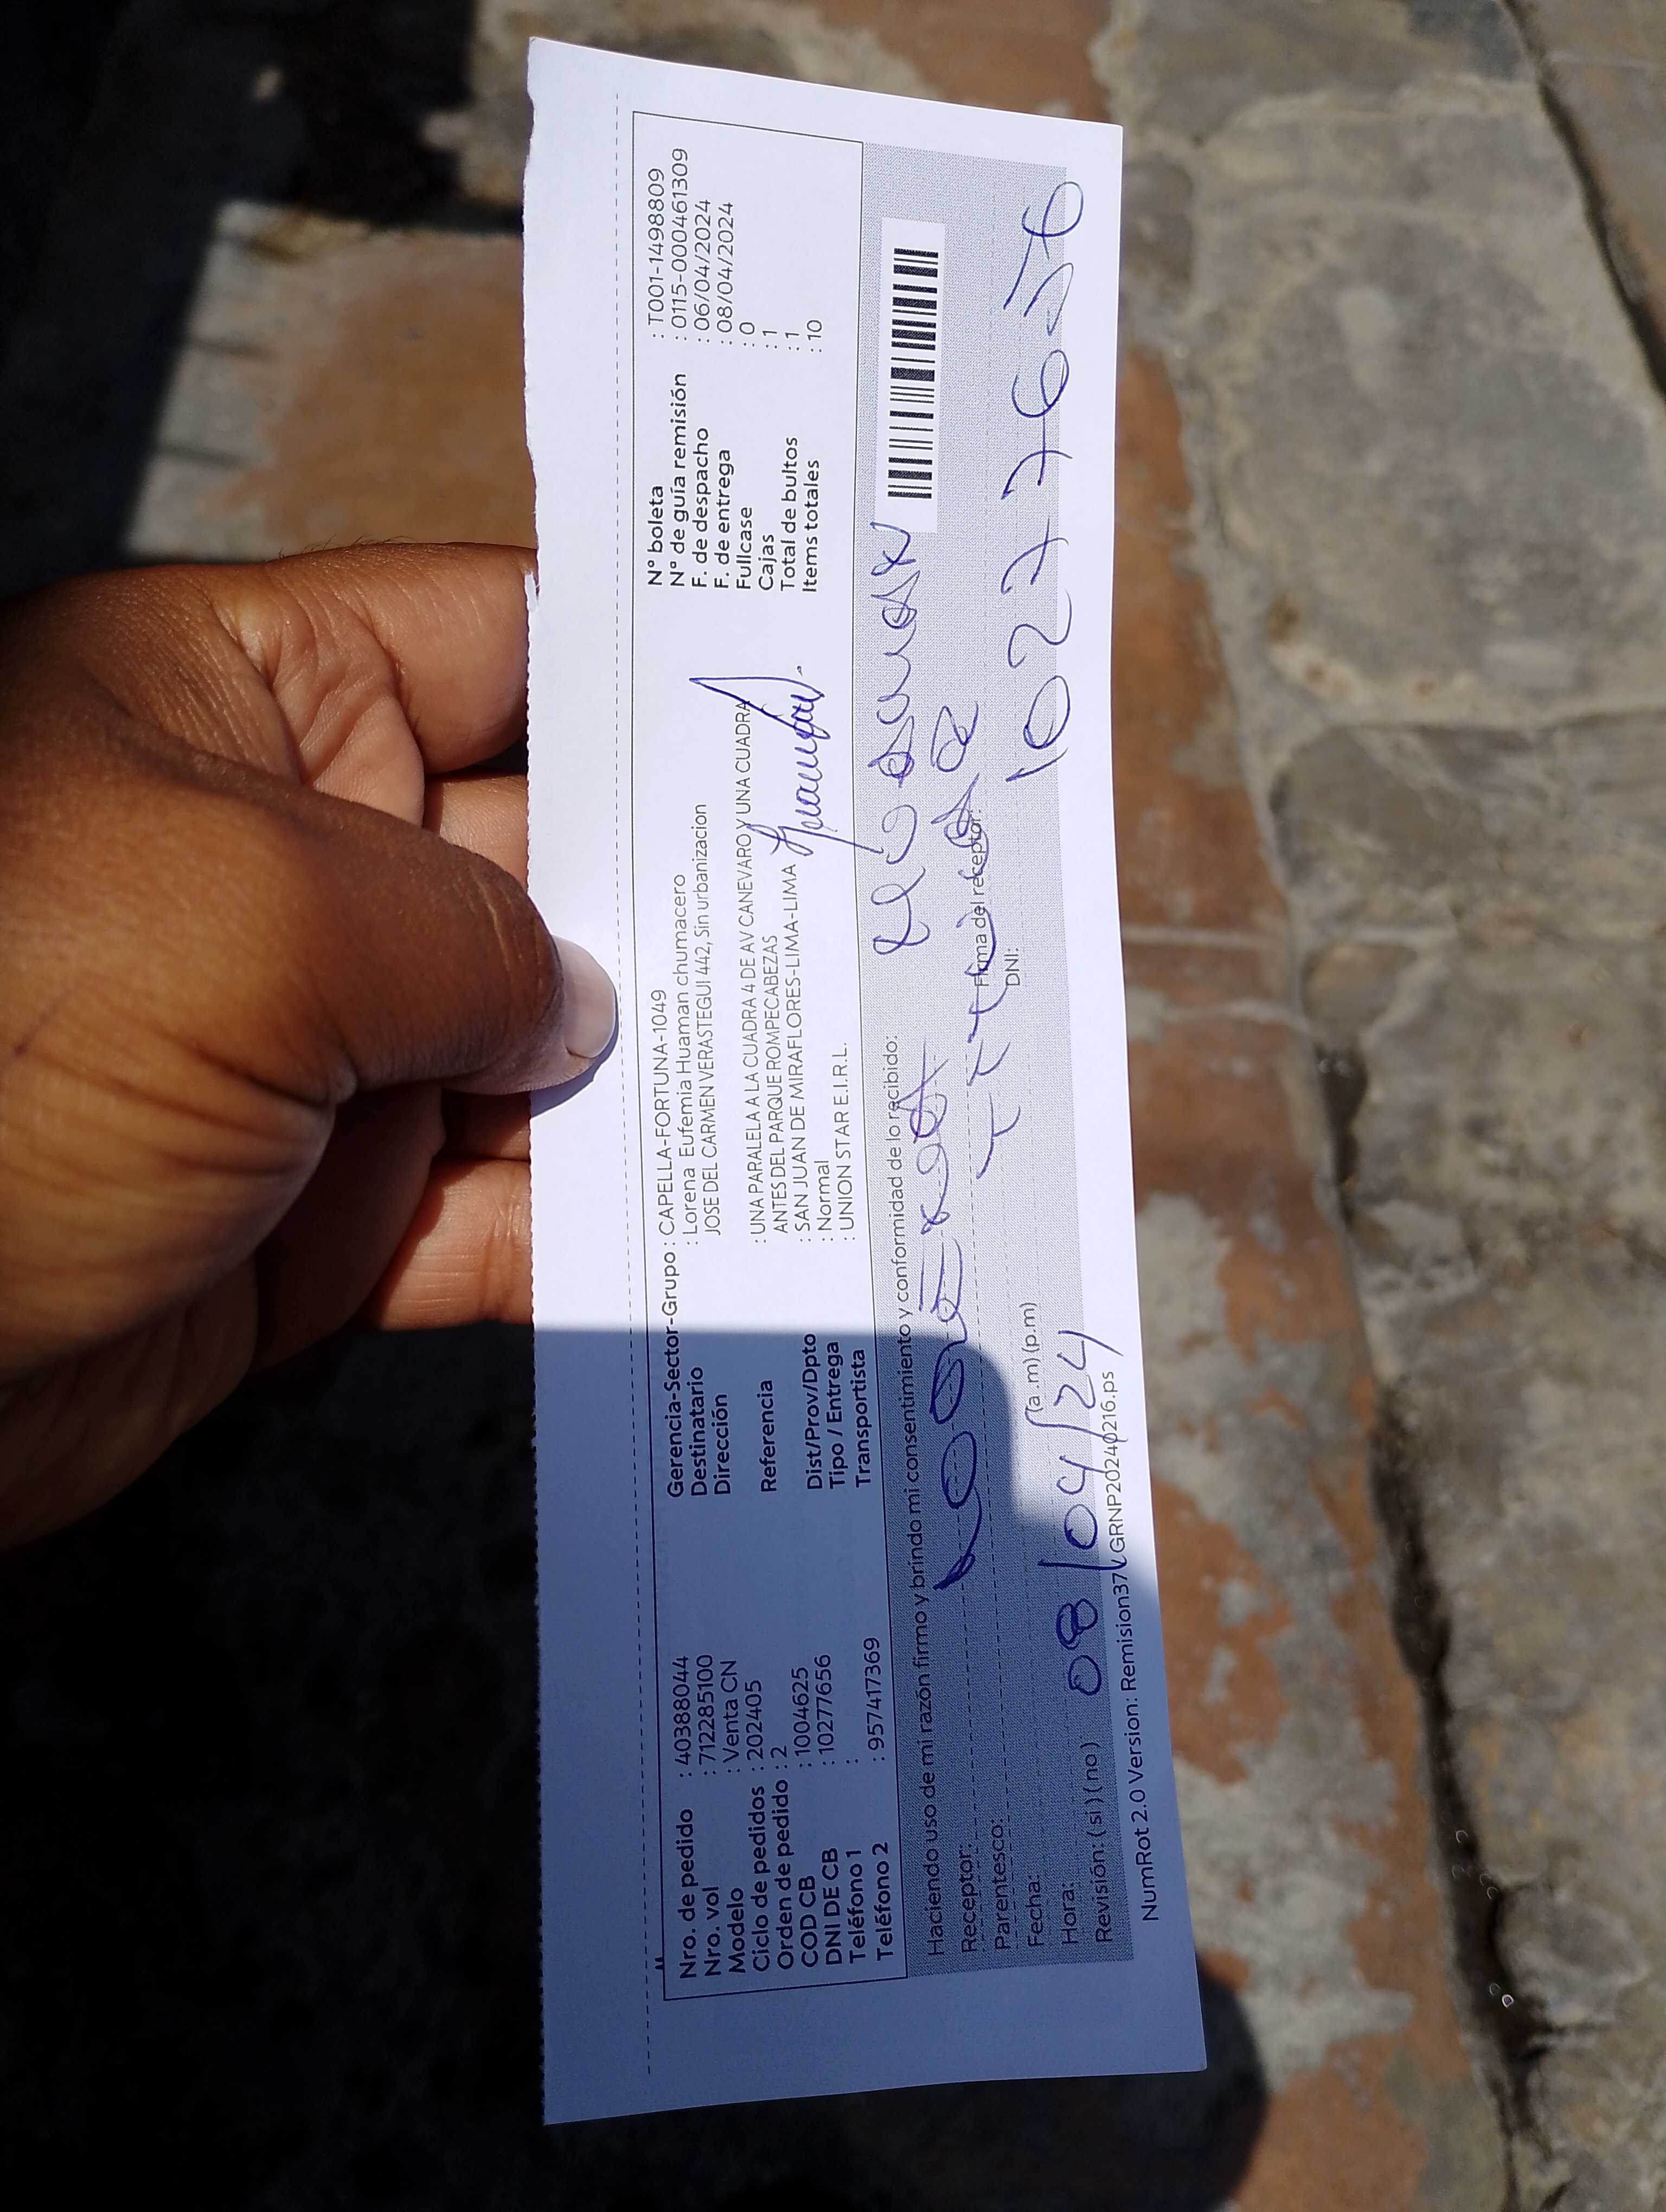 Nro. de pedido : 40388044
Nro. vol : 712285100
Modelo : Venta CN
Ciclo de pedidos : 202405
Orden de pedido : 2
COD CB : 1004625
DNI DE CB : 10277656
Teléfono 1 :
Teléfono 2 : 957417369
Gerencia-Sector-Grupo : CAPELLA-FORTUNA-1049
Destinatario : Lorena Eufemia Huaman chumacero
Dirección JOSE DEL CARMEN VERASTEGUI 442, Sin urbanizacion
Referencia : UNA PARALELA A LA CUADRA 4 DE AV CANEVARO Y UNA CUADRA
ANTES DEL PARQUE ROMPECABEZAS
Dist/Prov/Dpto : SAN JUAN DE MIRAFLORES-LIMA-LIMA
Tipo / Entrega : Normal
Transportista : UNION STAR E.I.R.L.
N° boleta : T001-1498809
N° de guía remisión : 0115-000461309
F. de despacho : 06/04/2024
F. de entrega : 08/04/2024
Fullcase : 0
Cajas : 1
Total de bultos : 1
Items totales : 10
Haciendo uso de mi razón firmo y brindo mi consentimiento y conformidad de lo recibido:
Receptor:
Parentesco:
Fecha: (a.m) (p.m)
Hora: 08/04/24
Revisión: ( si ) ( no )
Firma del receptor:
DNI: 10277656
NumRot 2.0 Version: Remision37 GRNP20240216.ps